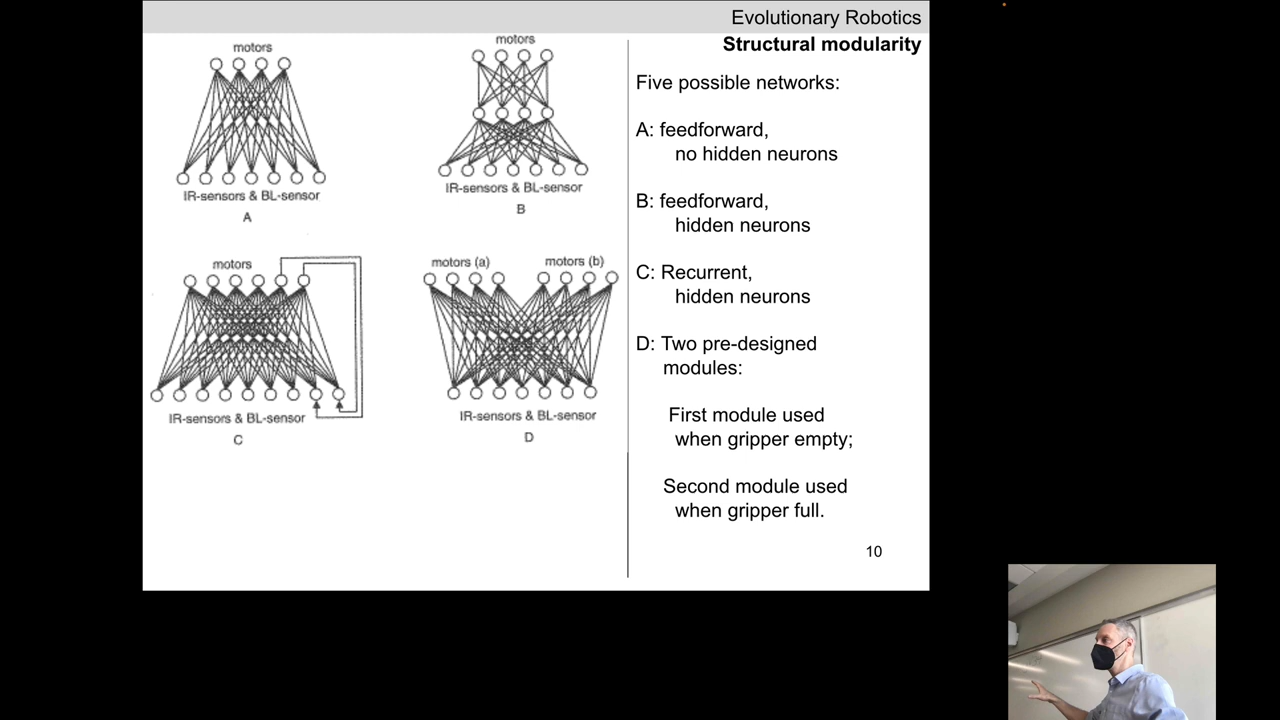 Evolutionary Robotics
Structural modularity
motors
IR-sensors & BL-sensor
A
motors
IR-sensors & BL-sensor
B
motors
IR-sensors & BL-sensor
C
motors (a)
motors (b)
IR-sensors & BL-sensor
D
Five possible networks:
A: feedforward,
no hidden neurons
B: feedforward,
hidden neurons
C: Recurrent,
hidden neurons
D: Two pre-designed
modules:
First module used
when gripper empty;
Second module used
when gripper full.
10